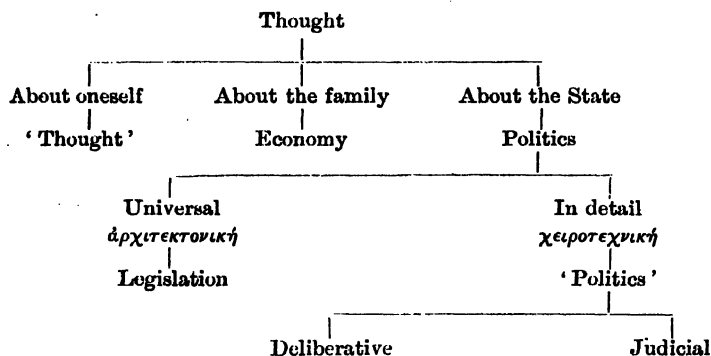 Thought
About oneself About the family About the State
‘Thought’ Economy Politics
Universal In detail
ἀρχιτεκτονική χειροτεχνική
Legislation ‘Politics’
Deliberative Judicial